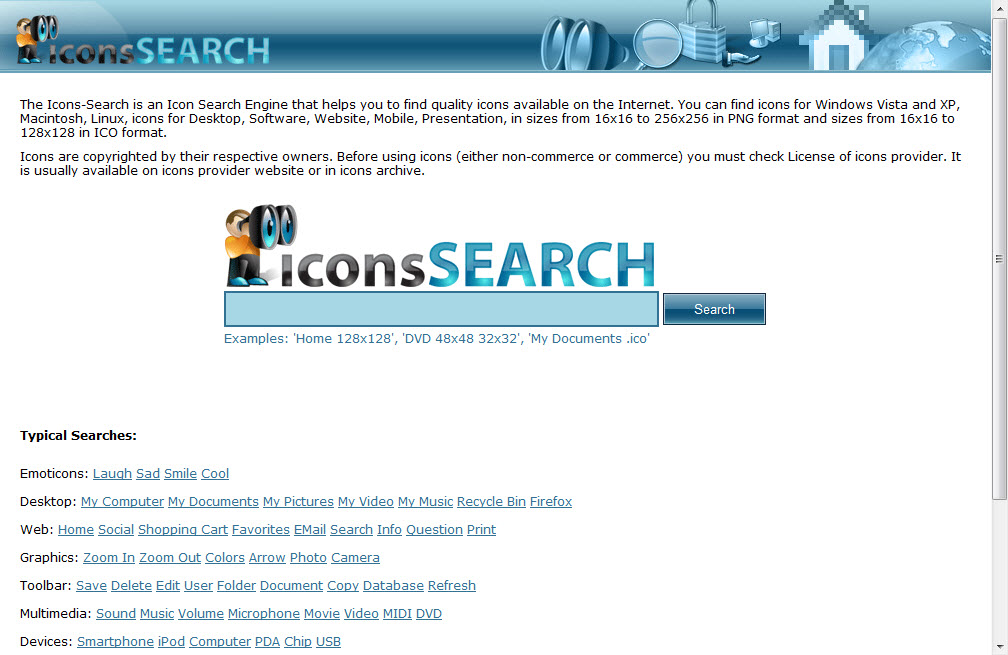 iconsSEARCH
The Icons-Search is an Icon Search Engine that helps you to find quality icons available on the Internet. You can find icons for Windows Vista and XP,
Macintosh, Linux, icons for Desktop, Software, Website, Mobile, Presentation, in sizes from 16x16 to 256x256 in PNG format and sizes from 16x16 to
128x128 in ICO format.
Icons are copyrighted by their respective owners. Before using icons (either non-commerce or commerce) you must check License of icons provider. It
is usually available on icons provider website or in icons archive.
iconsSEARCH
Search
Examples: 'Home 128x128', 'DVD 48x48 32x32', 'My Documents .ico'
Typical Searches:
Emoticons: Laugh Sad Smile Cool
Desktop: My Computer My Documents My Pictures My Video My Music Recycle Bin Firefox
Web: Home Social Shopping Cart Favorites EMail Search Info Question Print
Graphics: Zoom In Zoom Out Colors Arrow Photo Camera
Toolbar: Save Delete Edit User Folder Document Copy Database Refresh
Multimedia: Sound Music Volume Microphone Movie Video MIDI DVD
Devices: Smartphone iPod Computer PDA Chip USB